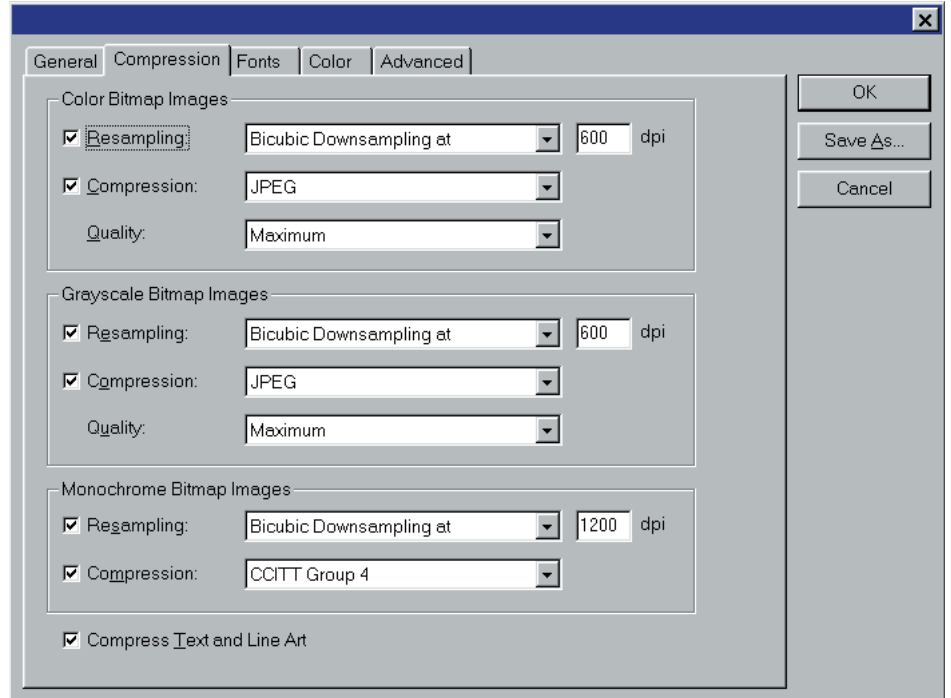 General Compression Fonts Color Advanced
OK
Save As...
Cancel
Color Bitmap Images
Resampling: Bicubic Downsampling at 600 dpi
Compression: JPEG
Quality: Maximum
Grayscale Bitmap Images
Resampling: Bicubic Downsampling at 600 dpi
Compression: JPEG
Quality: Maximum
Monochrome Bitmap Images
Resampling: Bicubic Downsampling at 1200 dpi
Compression: CCITT Group 4
Compress Text and Line Art